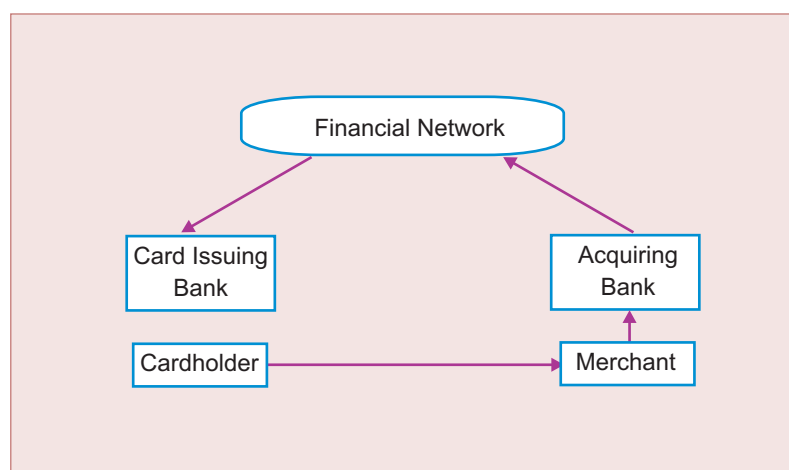 Financial Network
Card Issuing
Bank
Acquiring
Bank
Cardholder
Merchant